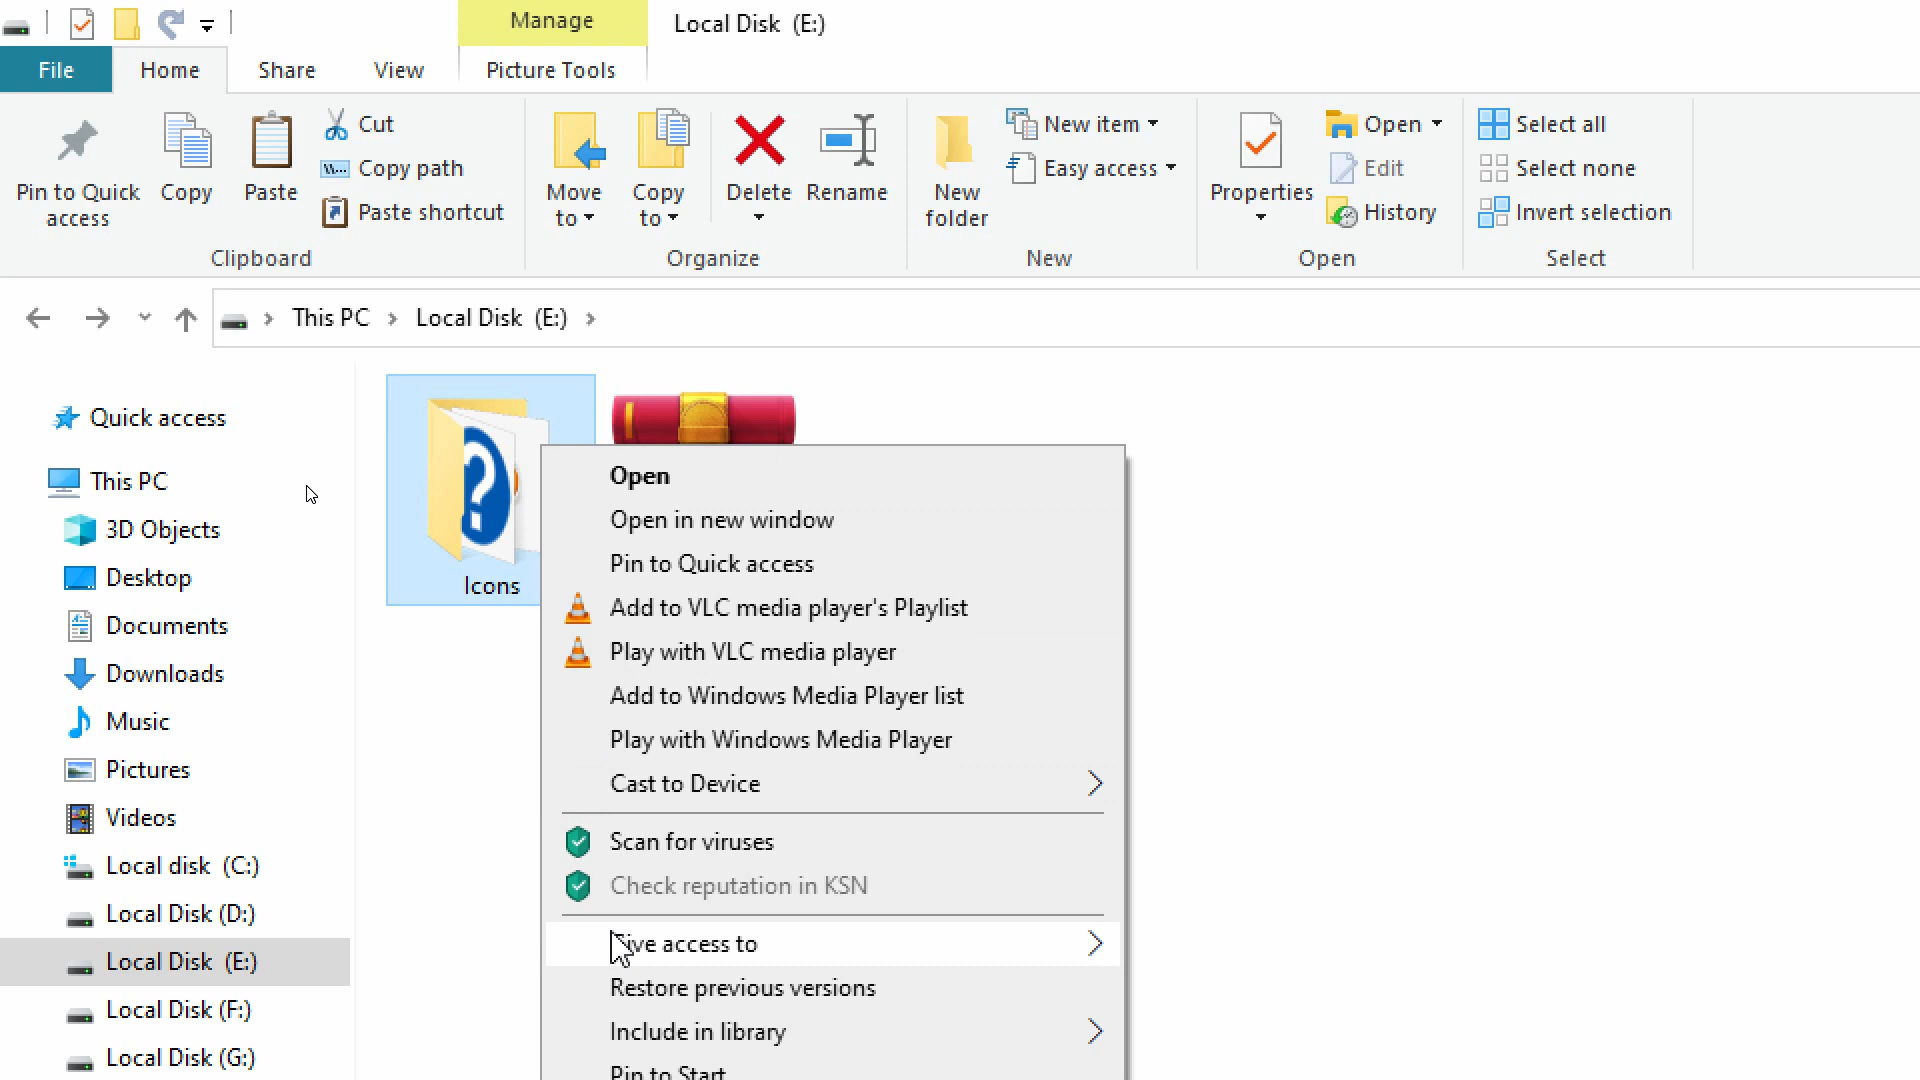 Manage
Local Disk (E:)
File
Home
Share
View
Picture Tools
Pin to Quick access
Copy
Paste
Cut
Copy path
Paste shortcut
Clipboard
Move to
Copy to
Delete
Rename
Organize
New folder
New item
Easy access
New
Properties
Open
Edit
History
Open
Select all
Select none
Invert selection
Select
This PC
Local Disk (E:)
Quick access
This PC
3D Objects
Desktop
Documents
Downloads
Music
Pictures
Videos
Local disk (C:)
Local Disk (D:)
Local Disk (E:)
Local Disk (F:)
Local Disk (G:)
Icons
Open
Open in new window
Pin to Quick access
Add to VLC media player's Playlist
Play with VLC media player
Add to Windows Media Player list
Play with Windows Media Player
Cast to Device
Scan for viruses
Check reputation in KSN
Give access to
Restore previous versions
Include in library
Pin to Start